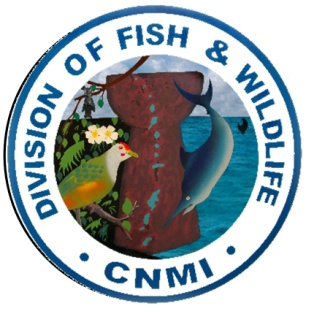 DIVISION OF FISH & WILDLIFE
• CNMI •